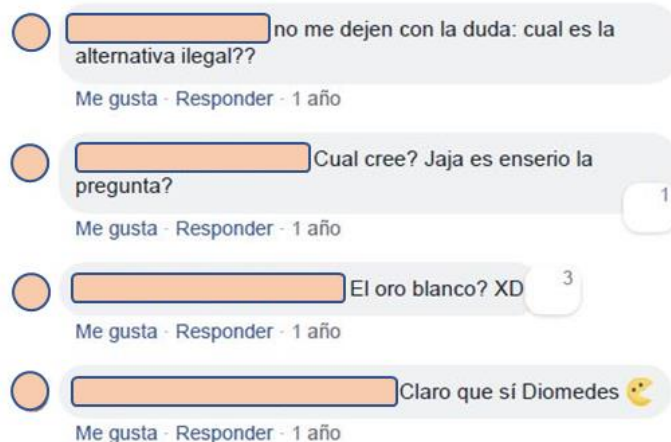 no me dejen con la duda: cual es la
alternativa ilegal??
Me gusta · Responder · 1 año
Cual cree? Jaja es enserio la
pregunta?
1
Me gusta · Responder · 1 año
El oro blanco? XD
3
Me gusta · Responder · 1 año
Claro que sí Diomedes
Me gusta · Responder · 1 año